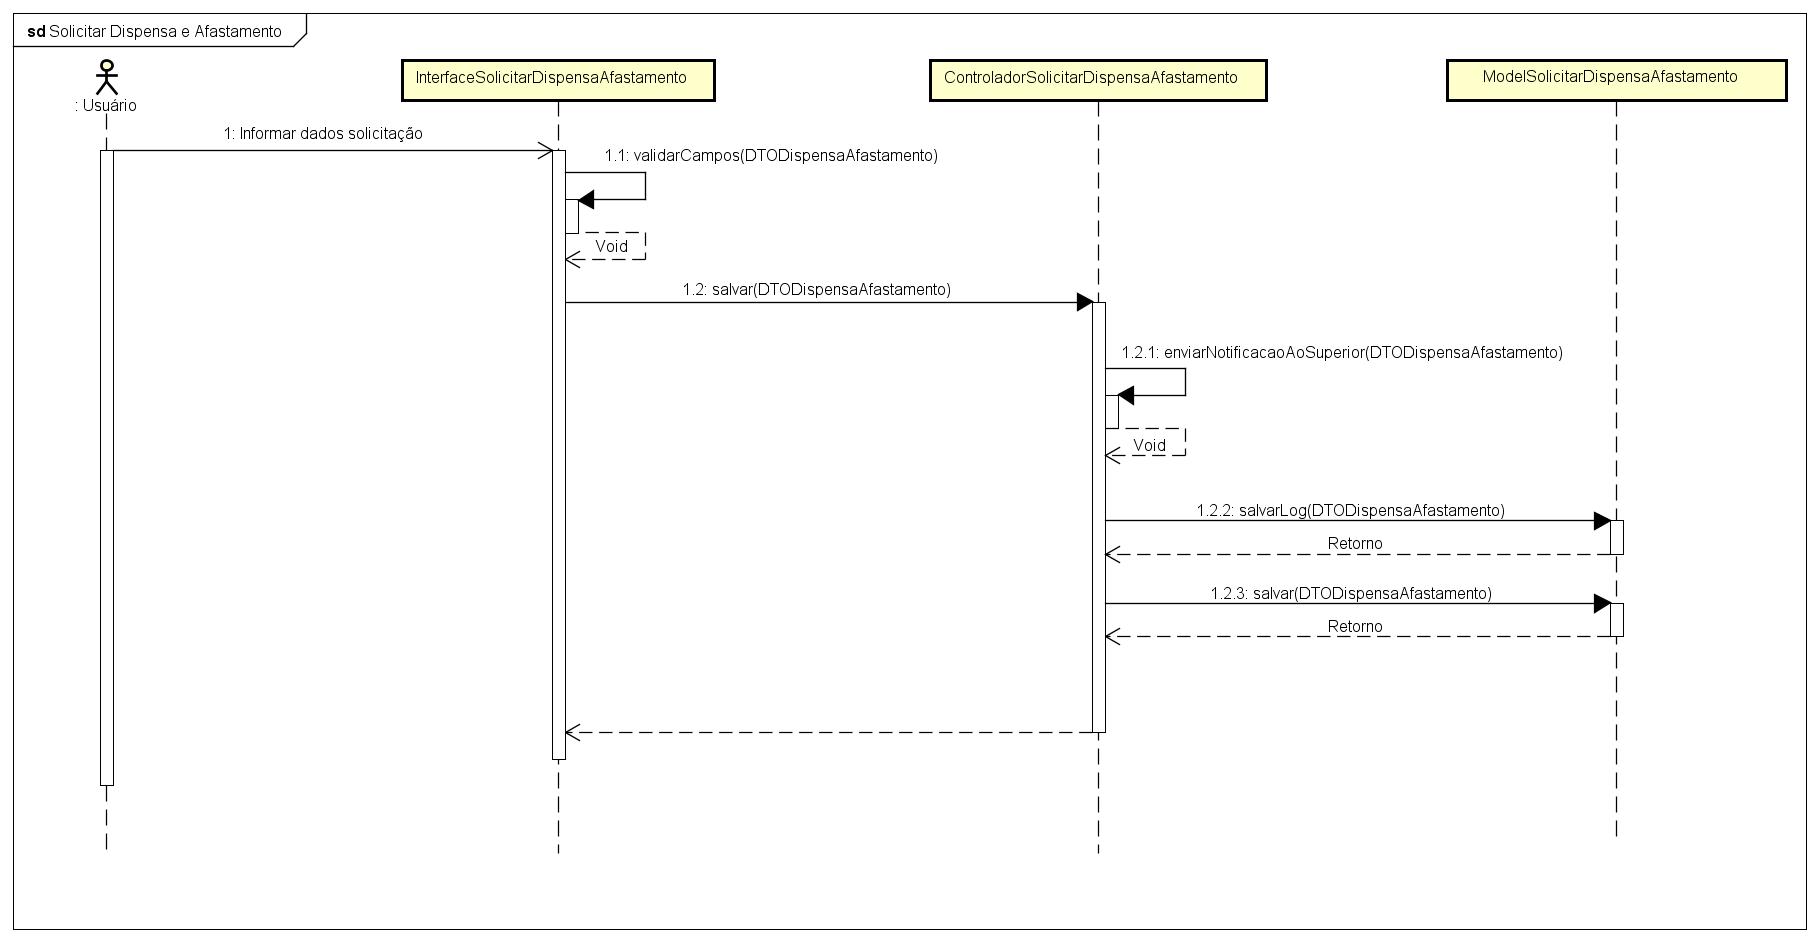 sd Solicitar Dispensa e Afastamento
: Usuário
InterfaceSolicitarDispensaAfastamento
ControladorSolicitarDispensaAfastamento
ModelSolicitarDispensaAfastamento
1: Informar dados solicitação
1.1: validarCampos(DTODispensaAfastamento)
Void
1.2: salvar(DTODispensaAfastamento)
1.2.1: enviarNotificacaoAoSuperior(DTODispensaAfastamento)
Void
1.2.2: salvarLog(DTODispensaAfastamento)
Retorno
1.2.3: salvar(DTODispensaAfastamento)
Retorno